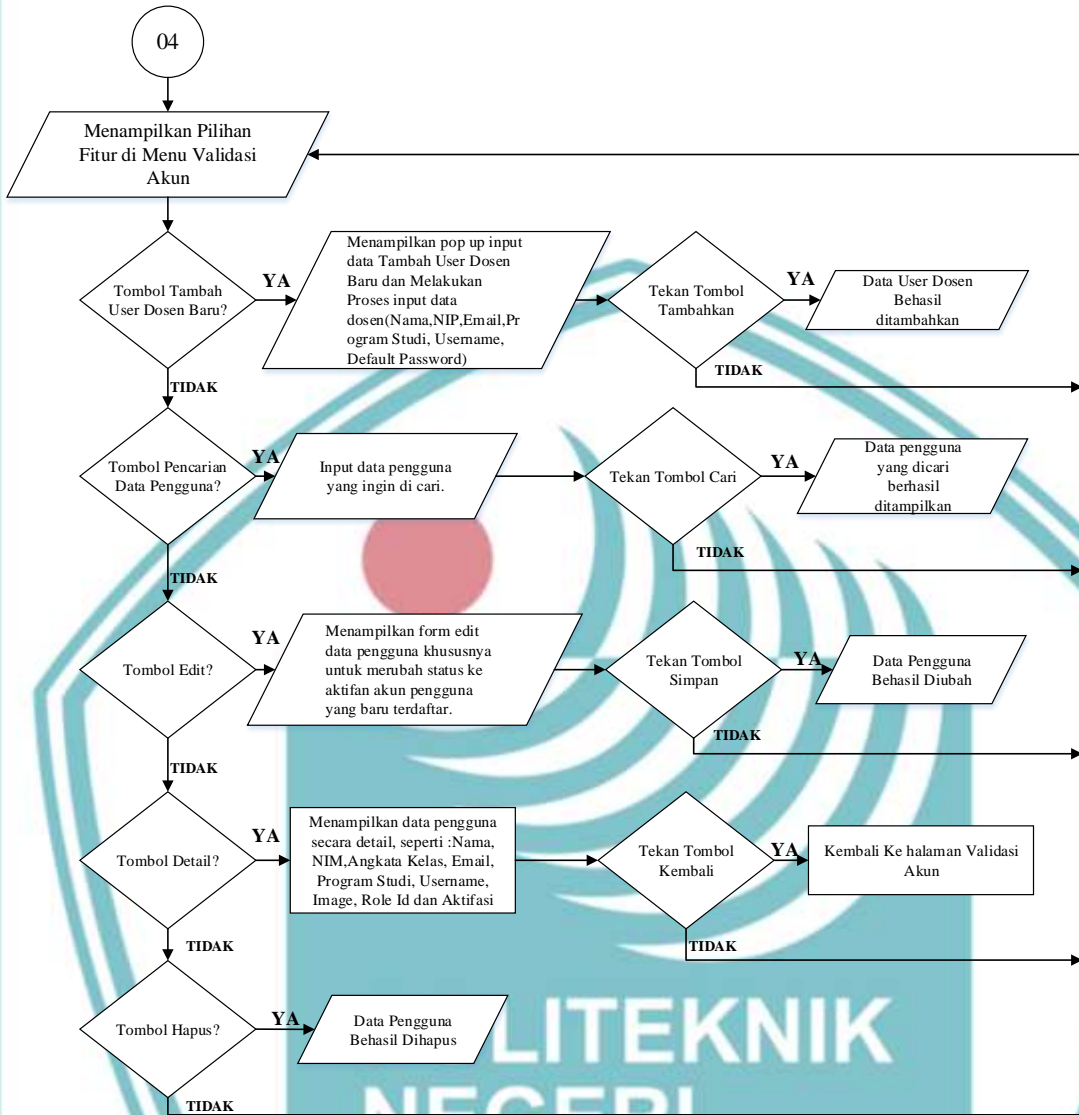 04
Menampilkan Pilihan
Fitur di Menu Validasi
Akun
Tombol Tambah
User Dosen Baru?
YA
Menampilkan pop up input
data Tambah User Dosen
Baru dan Melakukan
Proses input data
dosen(Nama,NIP,Email,Pr
ogram Studi, Username,
Default Password)
Tekan Tombol
Tambahkan
YA
Data User Dosen
Behasil
ditambahkan
TIDAK
TIDAK
Tombol Pencarian
Data Pengguna?
YA
Input data pengguna
yang ingin di cari.
Tekan Tombol Cari
YA
Data pengguna
yang dicari
berhasil
ditampilkan
TIDAK
TIDAK
Tombol Edit?
YA
Menampilkan form edit
data pengguna khususnya
untuk merubah status ke
aktifan akun pengguna
yang baru terdaftar.
Tekan Tombol
Simpan
YA
Data Pengguna
Behasil Diubah
TIDAK
TIDAK
Tombol Detail?
YA
Menampilkan data pengguna
secara detail, seperti :Nama,
NIM,Angkata Kelas, Email,
Program Studi, Username,
Image, Role Id dan Aktifasi
Tekan Tombol
Kembali
YA
Kembali Ke halaman Validasi
Akun
TIDAK
TIDAK
Tombol Hapus?
YA
Data Pengguna
Behasil Dihapus
TIDAK
LITEKNIK
NEGERI